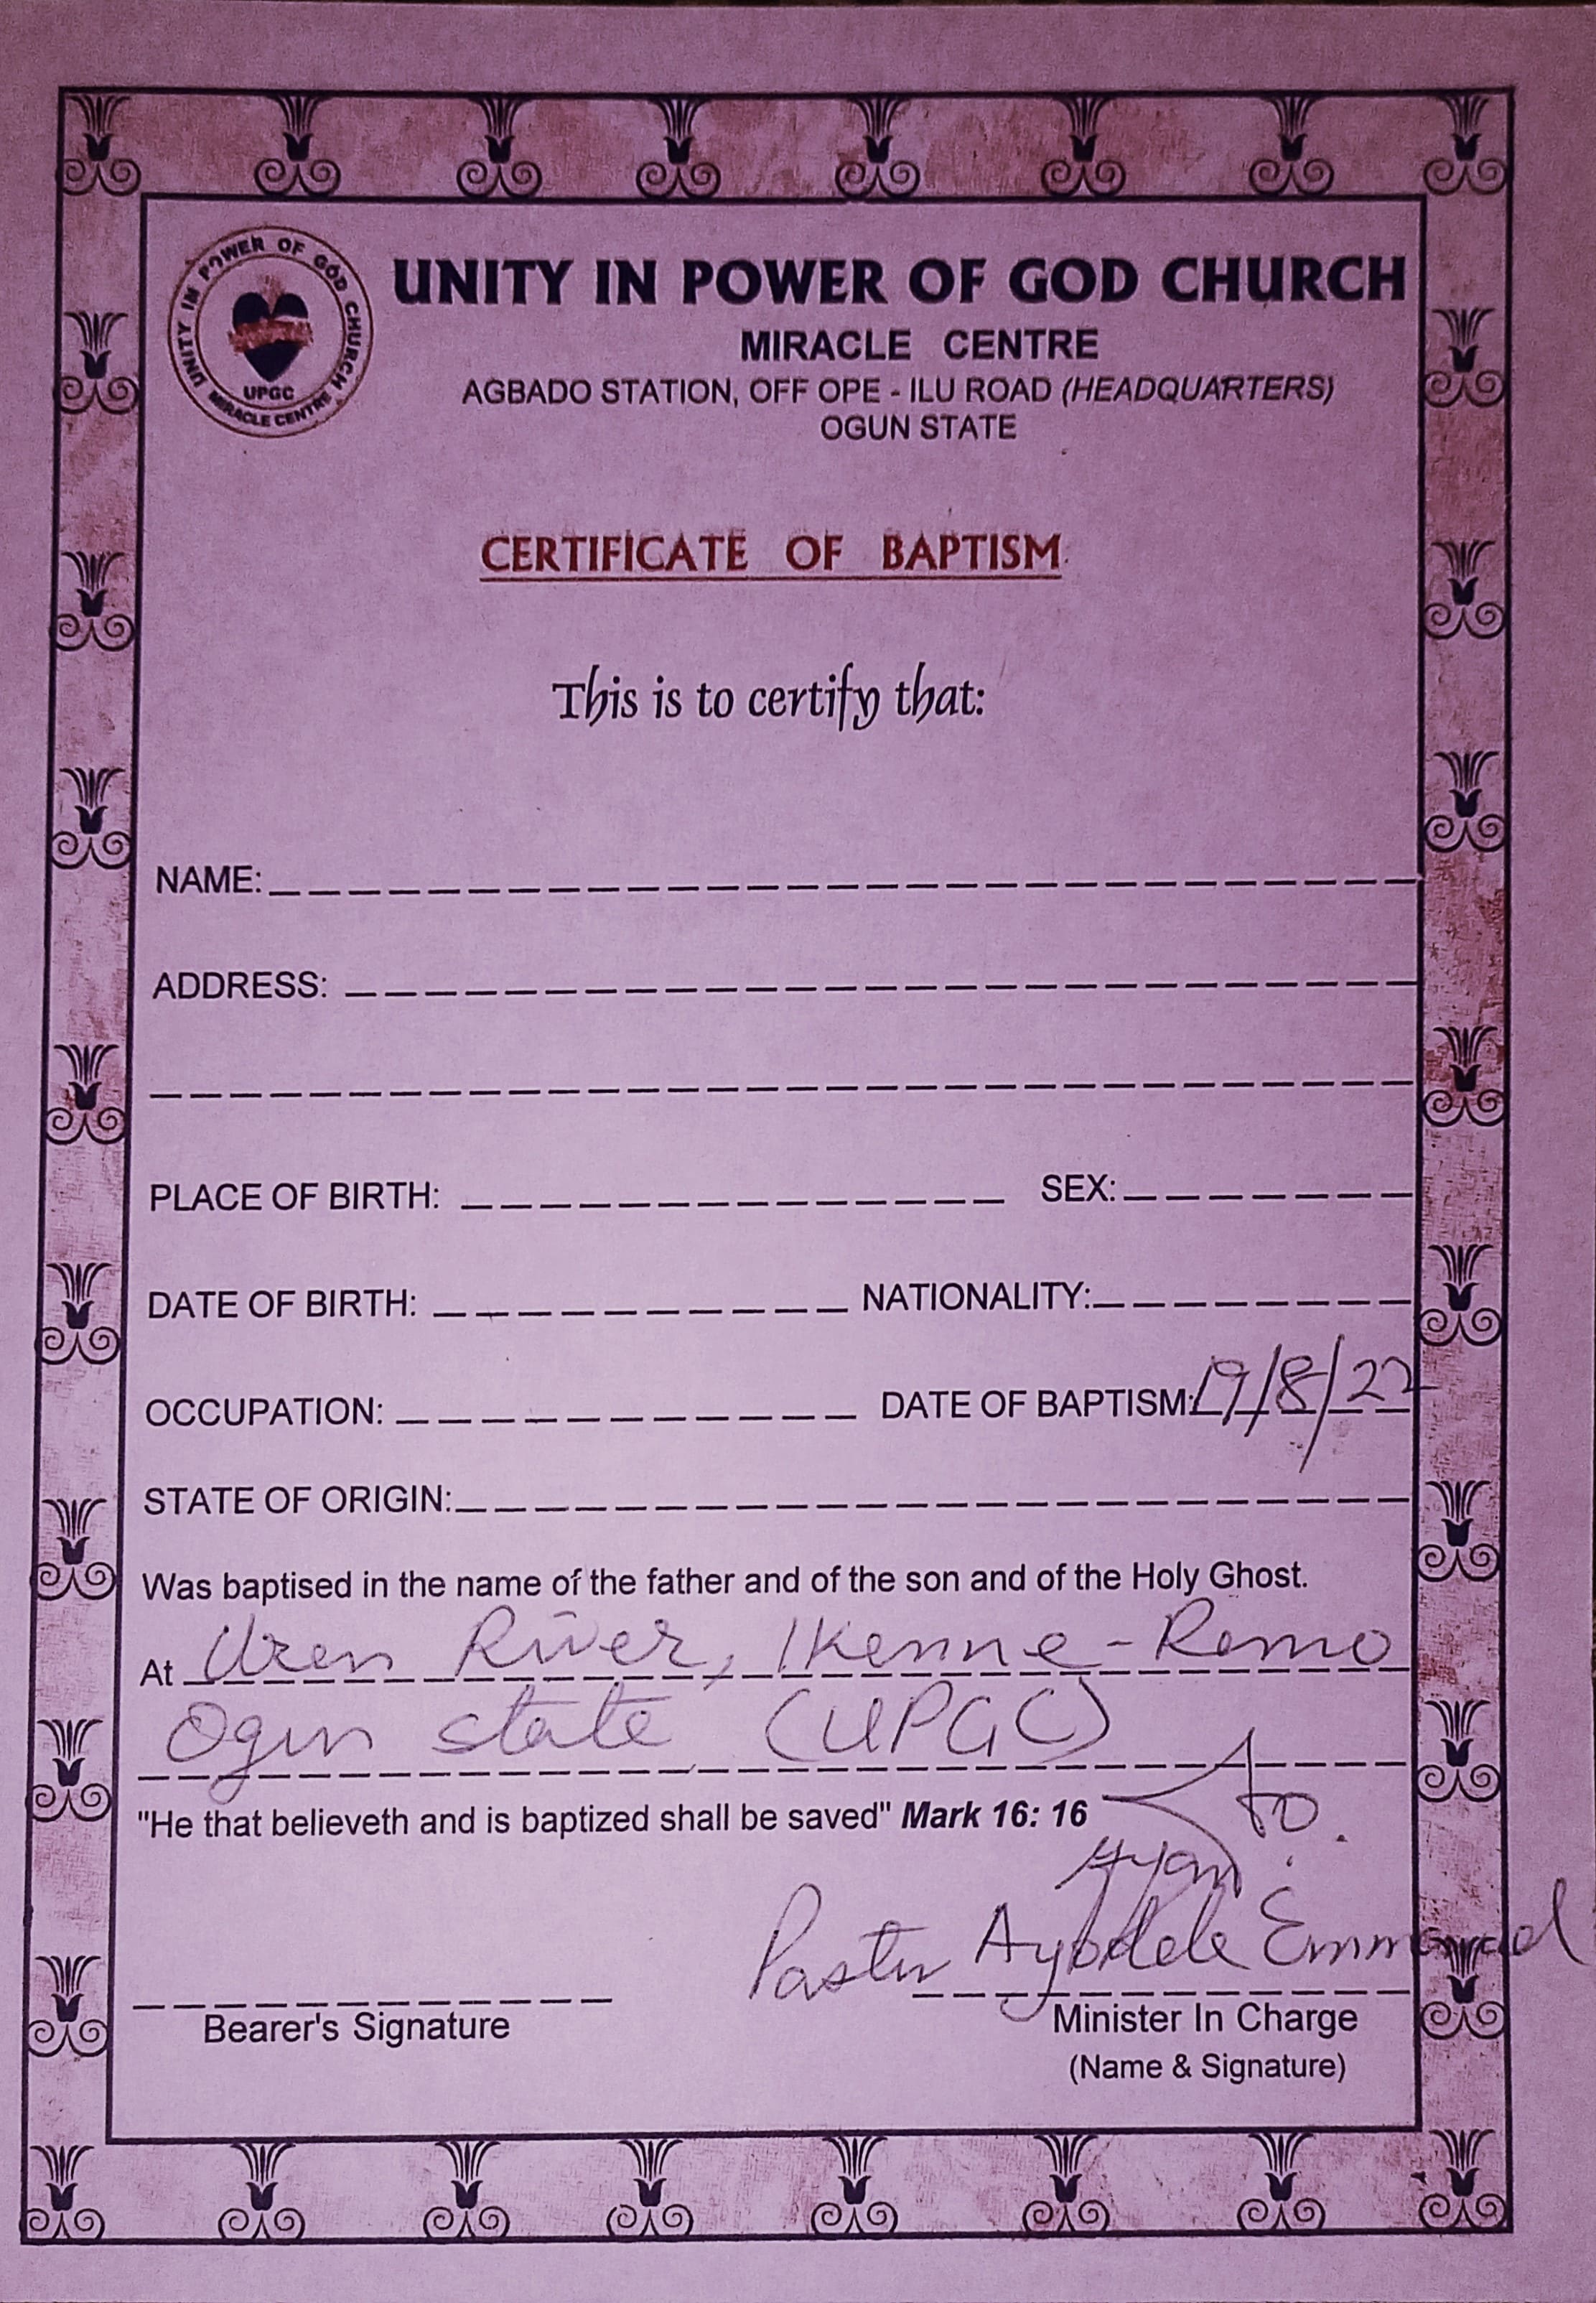 UNITY IN POWER OF GOD CHURCH
UPGC
MIRACLE CENTRE
UNITY IN POWER OF GOD CHURCH
MIRACLE CENTRE
AGBADO STATION, OFF OPE - ILU ROAD (HEADQUARTERS)
OGUN STATE
CERTIFICATE OF BAPTISM
This is to certify that:
NAME:
ADDRESS:
PLACE OF BIRTH: SEX:
DATE OF BIRTH: NATIONALITY:
OCCUPATION: DATE OF BAPTISM: 19/8/22
STATE OF ORIGIN:
Was baptised in the name of the father and of the son and of the Holy Ghost.
At Uren River, Ikenne-Remo
Ogun state (UPGC)
"He that believeth and is baptized shall be saved" Mark 16: 16
Pastor Ayodele Emmanuel
Bearer's Signature Minister In Charge
(Name & Signature)